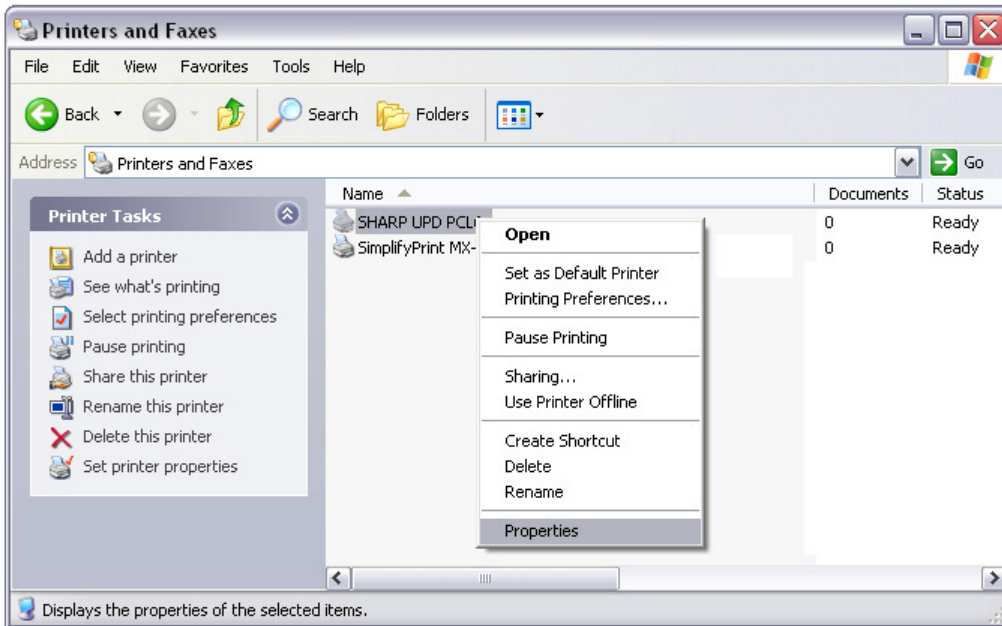 Printers and Faxes
File Edit View Favorites Tools Help
Back Search Folders
Address Printers and Faxes Go
Name Documents Status
Printer Tasks
Add a printer
See what's printing
Select printing preferences
Pause printing
Share this printer
Rename this printer
Delete this printer
Set printer properties
SHARP UPD 0 Ready
SimplifyPrint MX- 0 Ready
Open
Set as Default Printer
Printing Preferences...
Pause Printing
Sharing...
Use Printer Offline
Create Shortcut
Delete
Rename
Properties
Displays the properties of the selected items.